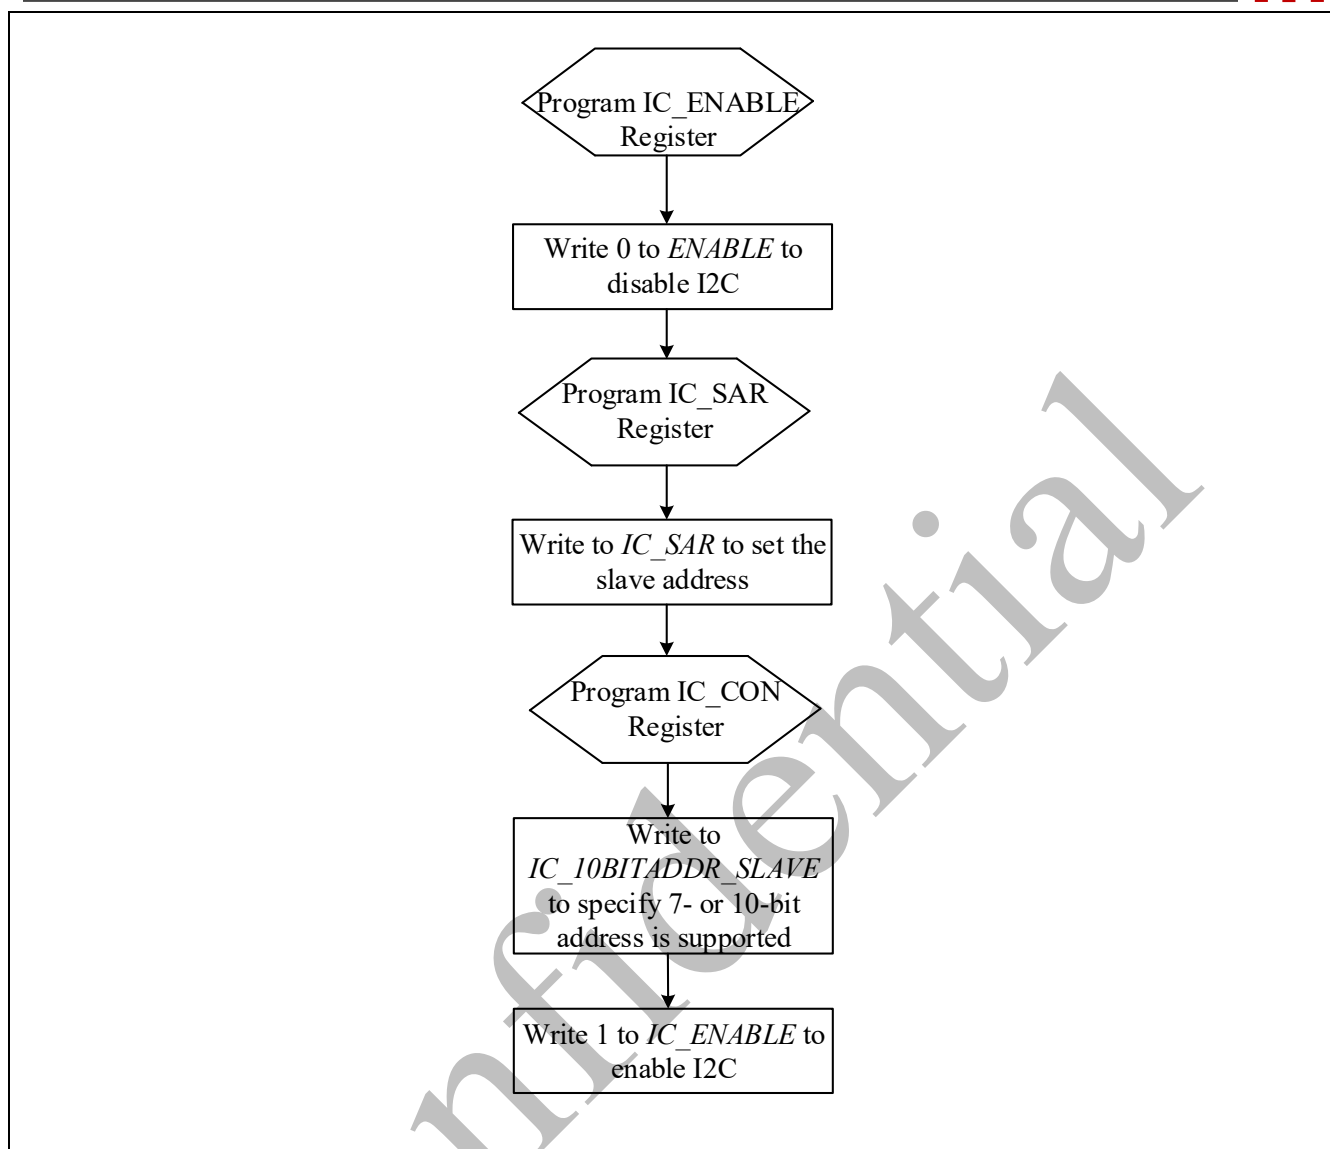 Program IC_ENABLE
Register
Write 0 to ENABLE to
disable I2C
Program IC_SAR
Register
Write to IC_SAR to set the
slave address
Program IC_CON
Register
Write to
IC_10BITADDR_SLAVE
to specify 7- or 10-bit
address is supported
Write 1 to IC_ENABLE to
enable I2C
nfidential